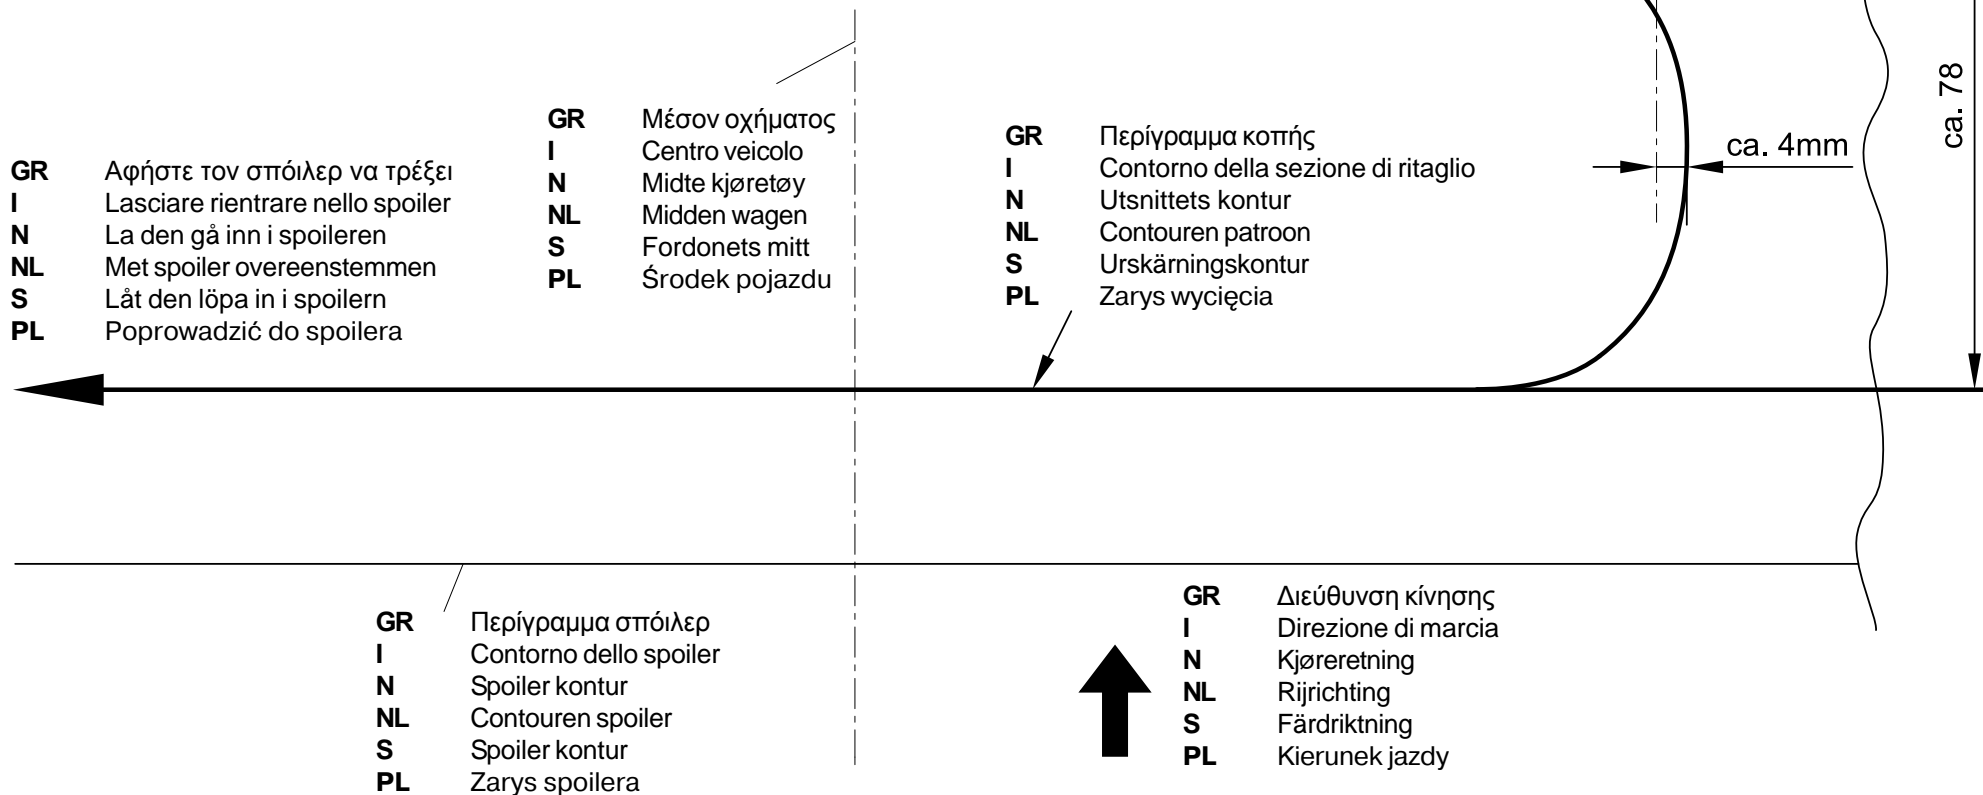 GR Αφήστε τον σπόιλερ να τρέξει
I Lasciare rientrare nello spoiler
N La den gå inn i spoileren
NL Met spoiler overeenstemmen
S Låt den löpa in i spoilern
PL Poprowadzić do spoilera
GR Μέσον οχήματος
I Centro veicolo
N Midte kjøretøy
NL Midden wagen
S Fordonets mitt
PL Środek pojazdu
GR Περίγραμμα κοπής
I Contorno della sezione di ritaglio
N Utsnittets kontur
NL Contouren patroon
S Urskärningskontur
PL Zarys wycięcia
ca. 4mm
ca. 78
GR Περίγραμμα σπόιλερ
I Contorno dello spoiler
N Spoiler kontur
NL Contouren spoiler
S Spoiler kontur
PL Zarys spoilera
GR Διεύθυνση κίνησης
I Direzione di marcia
N Kjøreretning
NL Rijrichting
S Färdriktning
PL Kierunek jazdy